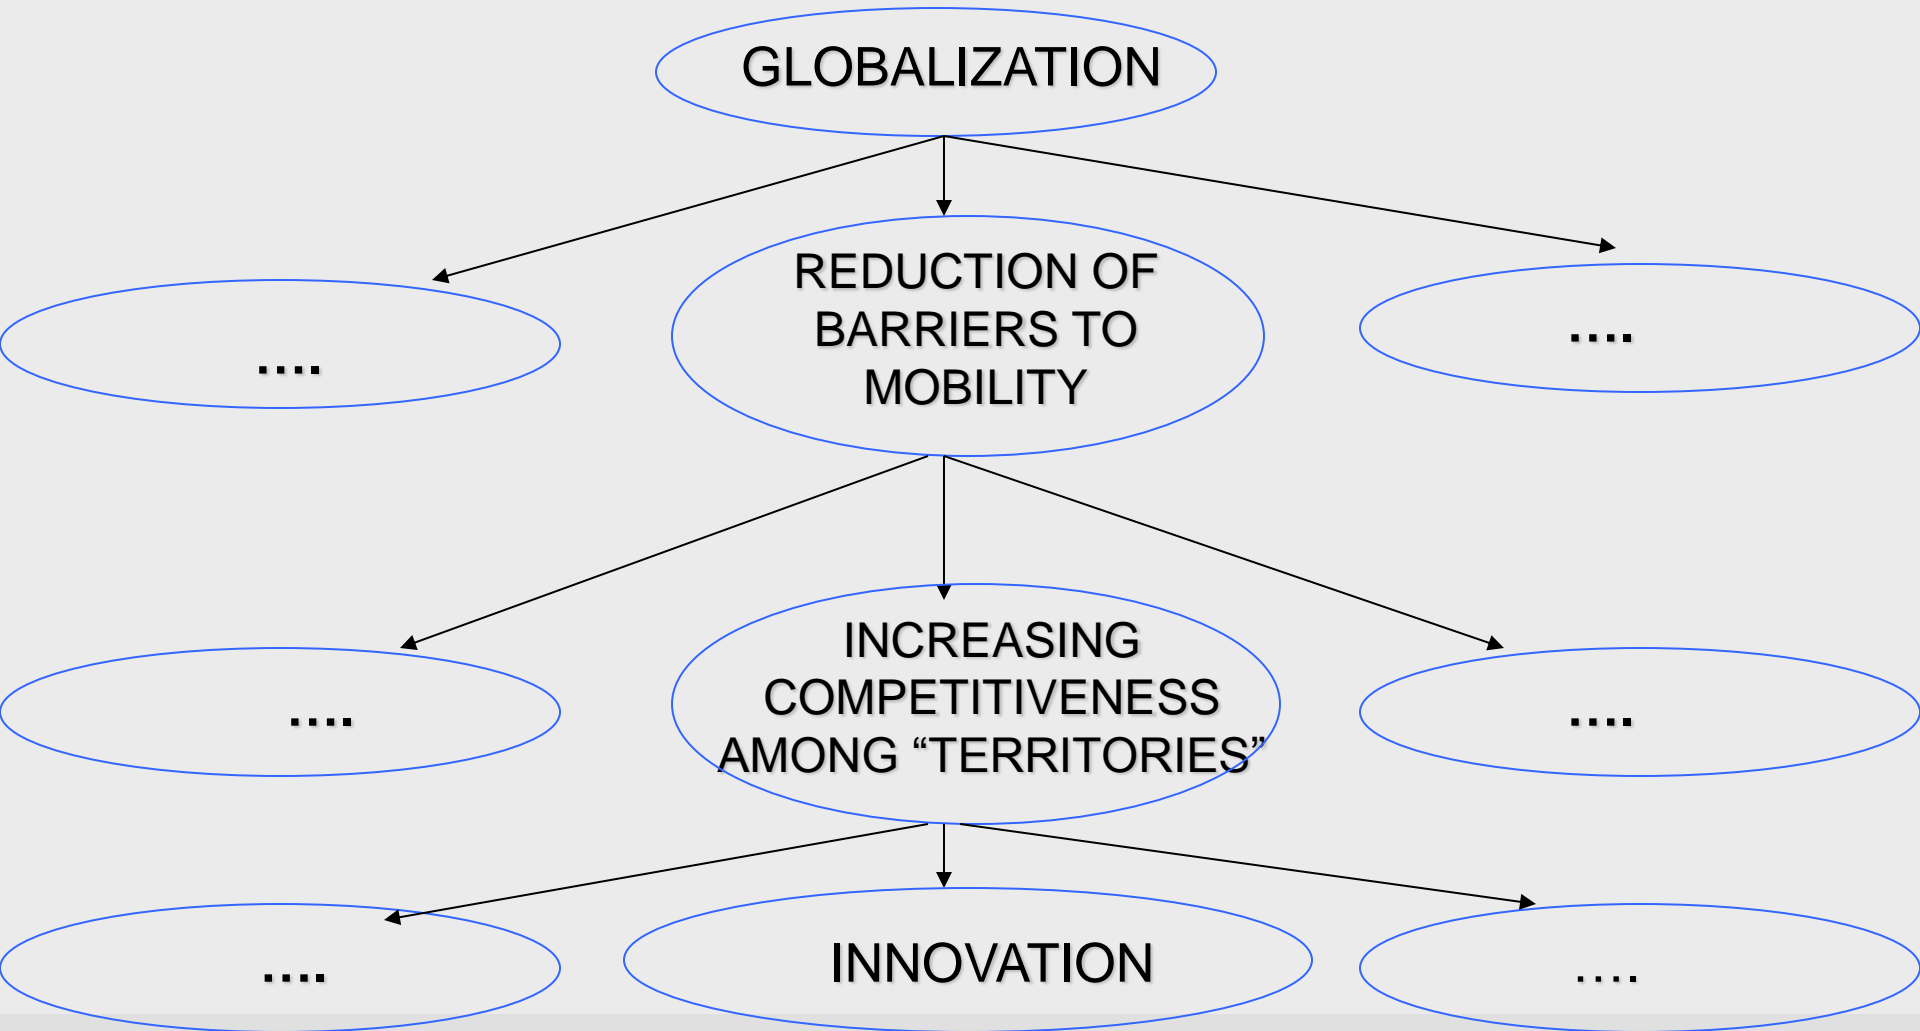 GLOBALIZATION
REDUCTION OF
BARRIERS TO
MOBILITY
....
....
INCREASING
COMPETITIVENESS
AMONG “TERRITORIES”
....
....
....
INNOVATION
....